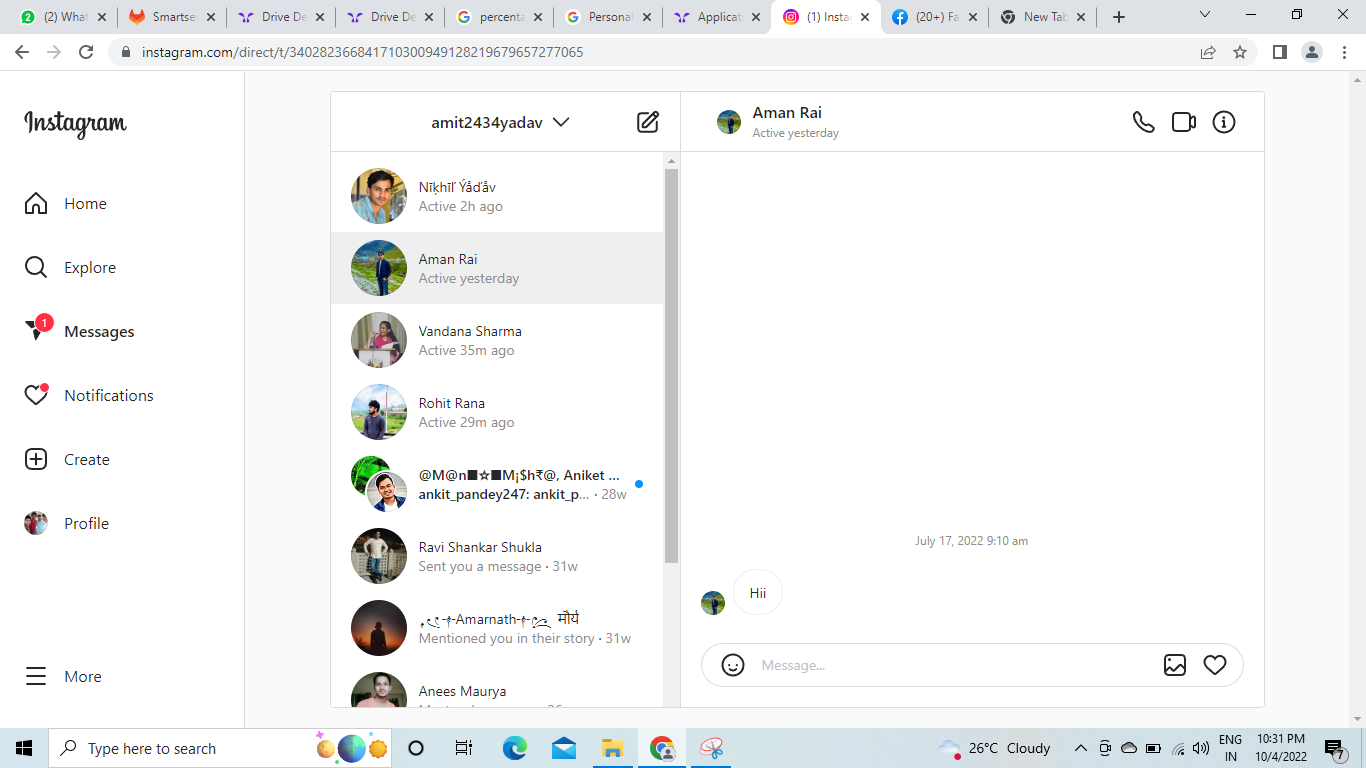 (2) What
Smartse
Drive De
Drive De
percenta
Personal
Applicat
(1) Insta
(20+) Fa
New Tab
instagram.com/direct/t/340282366841710300949128219679657277065
Instagram
Home
Explore
1
Messages
Notifications
Create
Profile
More
amit2434yadav
Nīķhīľ Ýåďåv
Active 2h ago
Aman Rai
Active yesterday
Vandana Sharma
Active 35m ago
Rohit Rana
Active 29m ago
@M@n■☆■M¡$h₹@, Aniket ...
ankit_pandey247: ankit_p... · 28w
Ravi Shankar Shukla
Sent you a message · 31w
-Amarnath- मौर्य
Mentioned you in their story · 31w
Anees Maurya
Aman Rai
Active yesterday
July 17, 2022 9:10 am
Hii
Message...
Type here to search
26°C Cloudy
ENG
IN
10:31 PM
10/4/2022
7